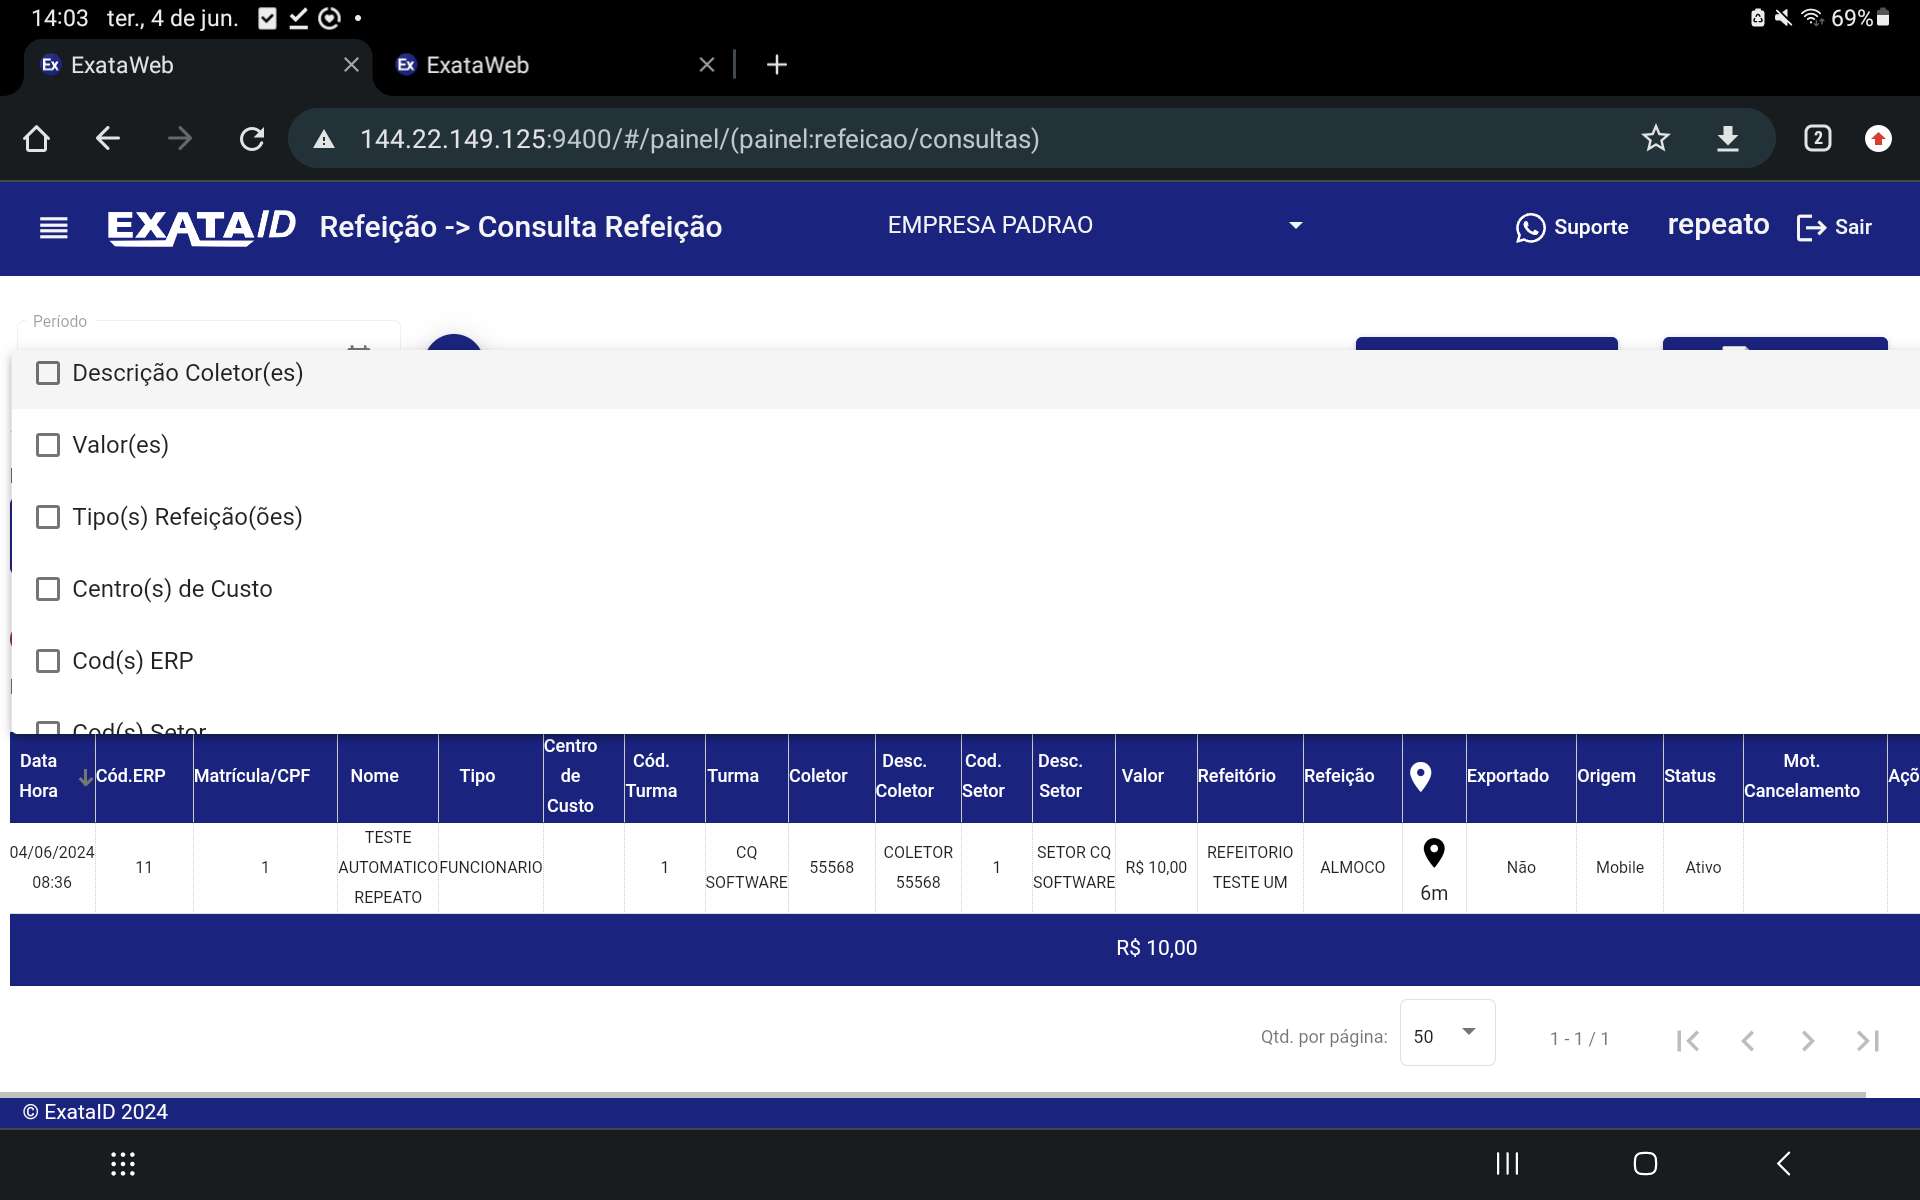 14:03 ter., 4 de jun.
69%
Ex ExataWeb
Ex ExataWeb
144.22.149.125:9400/#/painel/(painel:refeicao/consultas)
2
EXATAID Refeição -> Consulta Refeição
EMPRESA PADRAO
Suporte
repeato
Sair
Período
Descrição Coletor(es)
Valor(es)
Tipo(s) Refeição(ões)
Centro(s) de Custo
Cod(s) ERP
Cod(s) Setor
Data Hora
Cód.ERP
Matrícula/CPF
Nome
Tipo
Centro de Custo
Cód. Turma
Turma
Coletor
Desc. Coletor
Cod. Setor
Desc. Setor
Valor
Refeitório
Refeição
Exportado
Origem
Status
Mot. Cancelamento
Açõ
04/06/2024 08:36
11
1
TESTE AUTOMATICO REPEATO
FUNCIONARIO
1
CQ SOFTWARE
55568
COLETOR 55568
1
SETOR CQ SOFTWARE
R$ 10,00
REFEITORIO TESTE UM
ALMOCO
6m
Não
Mobile
Ativo
R$ 10,00
Qtd. por página:
50
1 - 1 / 1
© ExataID 2024